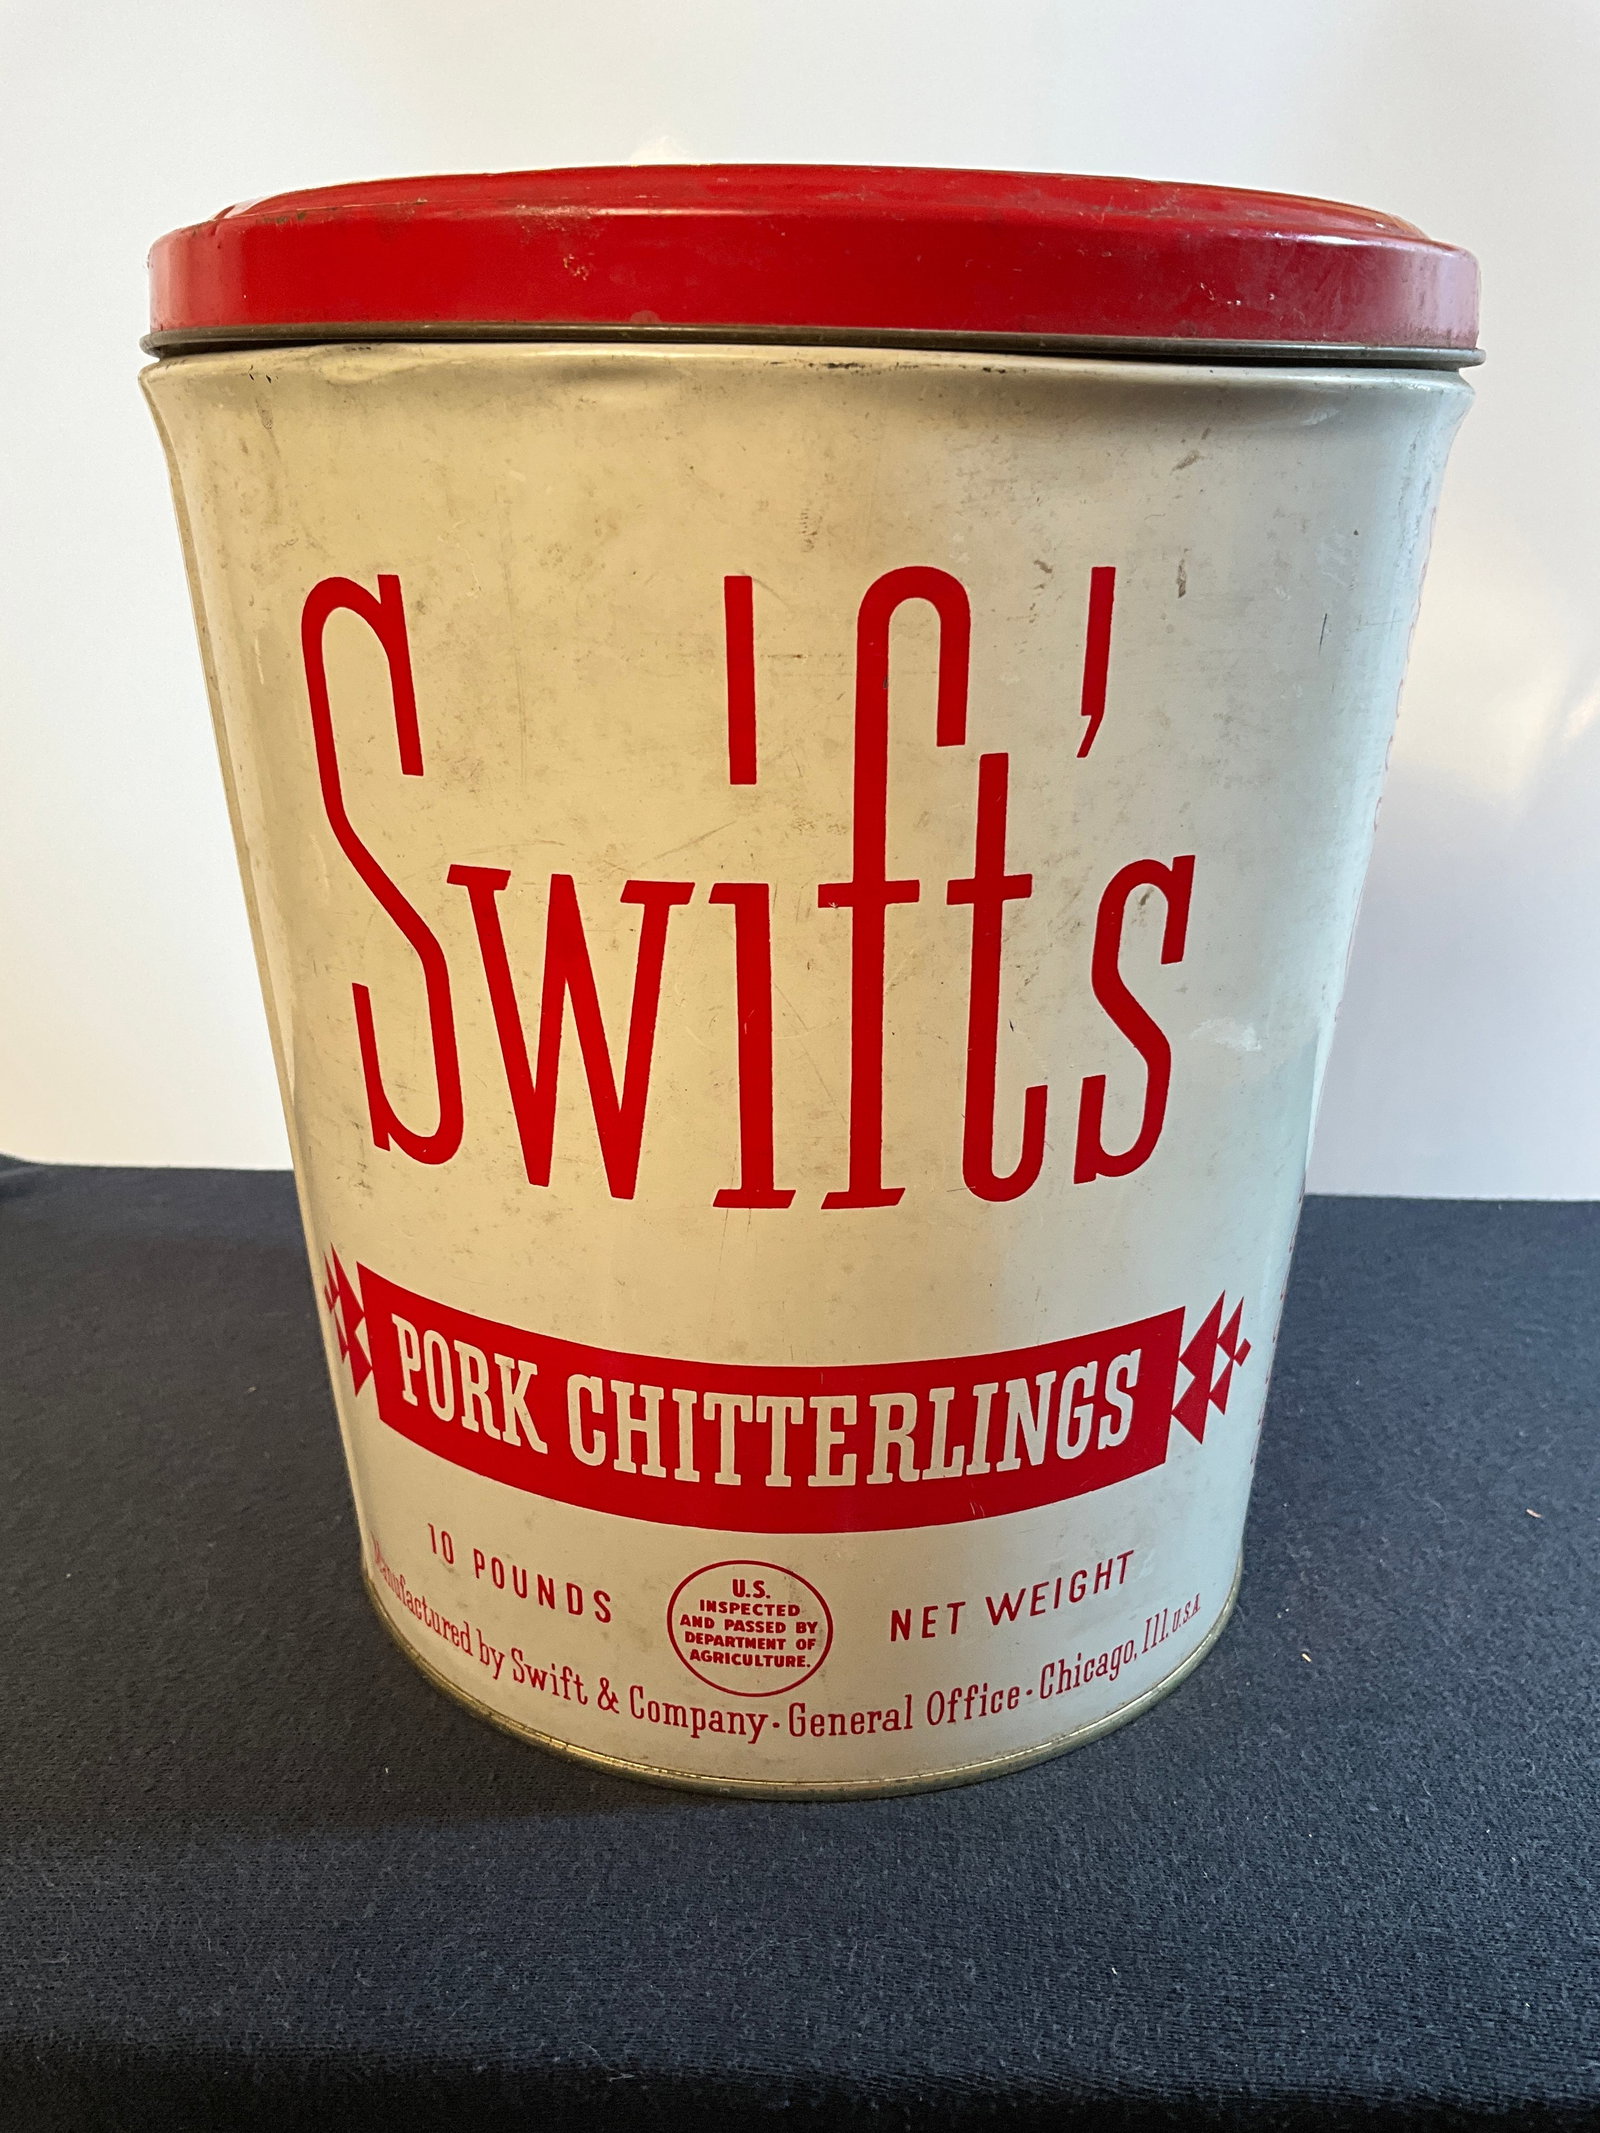 Swift's
PORK CHITTERLINGS
10 POUNDS
U.S.
INSPECTED
AND PASSED BY
DEPARTMENT OF
AGRICULTURE.
NET WEIGHT
Manufactured by Swift & Company · General Office · Chicago, Ill. U.S.A.